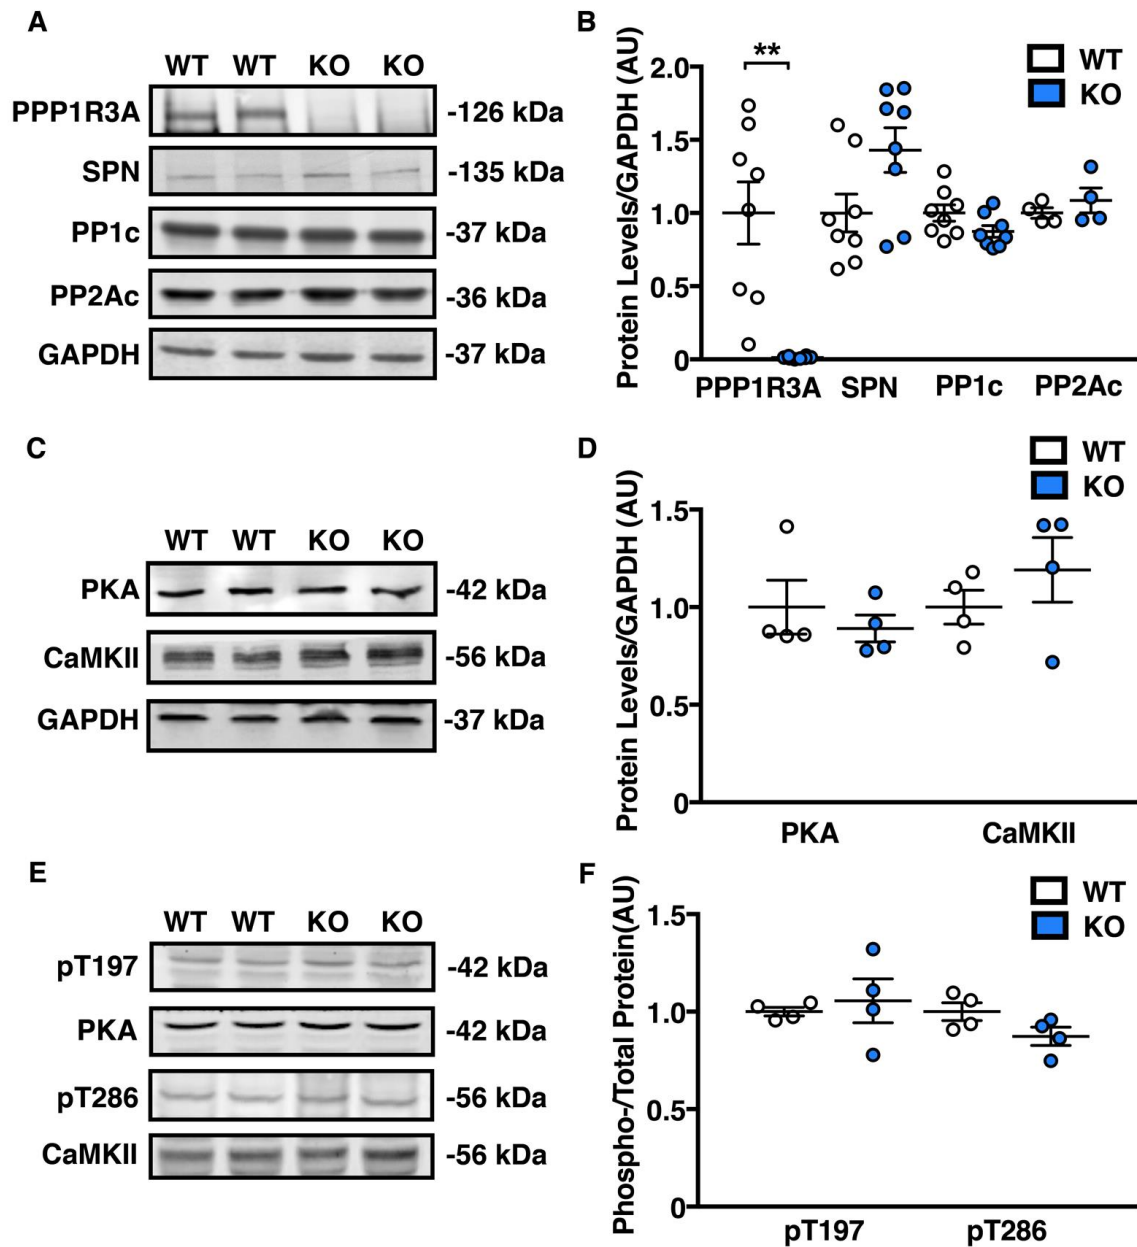 A
WT WT KO KO
PPP1R3A -126 kDa
SPN -135 kDa
PP1c -37 kDa
PP2Ac -36 kDa
GAPDH -37 kDa
B
Protein Levels/GAPDH (AU)
2.0
1.5
1.0
0.5
0
**
WT
KO
PPP1R3A SPN PP1c PP2Ac
C
WT WT KO KO
PKA -42 kDa
CaMKII -56 kDa
GAPDH -37 kDa
D
Protein Levels/GAPDH (AU)
1.5
1.0
0.5
0
WT
KO
PKA CaMKII
E
WT WT KO KO
pT197 -42 kDa
PKA -42 kDa
pT286 -56 kDa
CaMKII -56 kDa
F
Phospho-/Total Protein(AU)
1.5
1.0
0.5
0
WT
KO
pT197 pT286